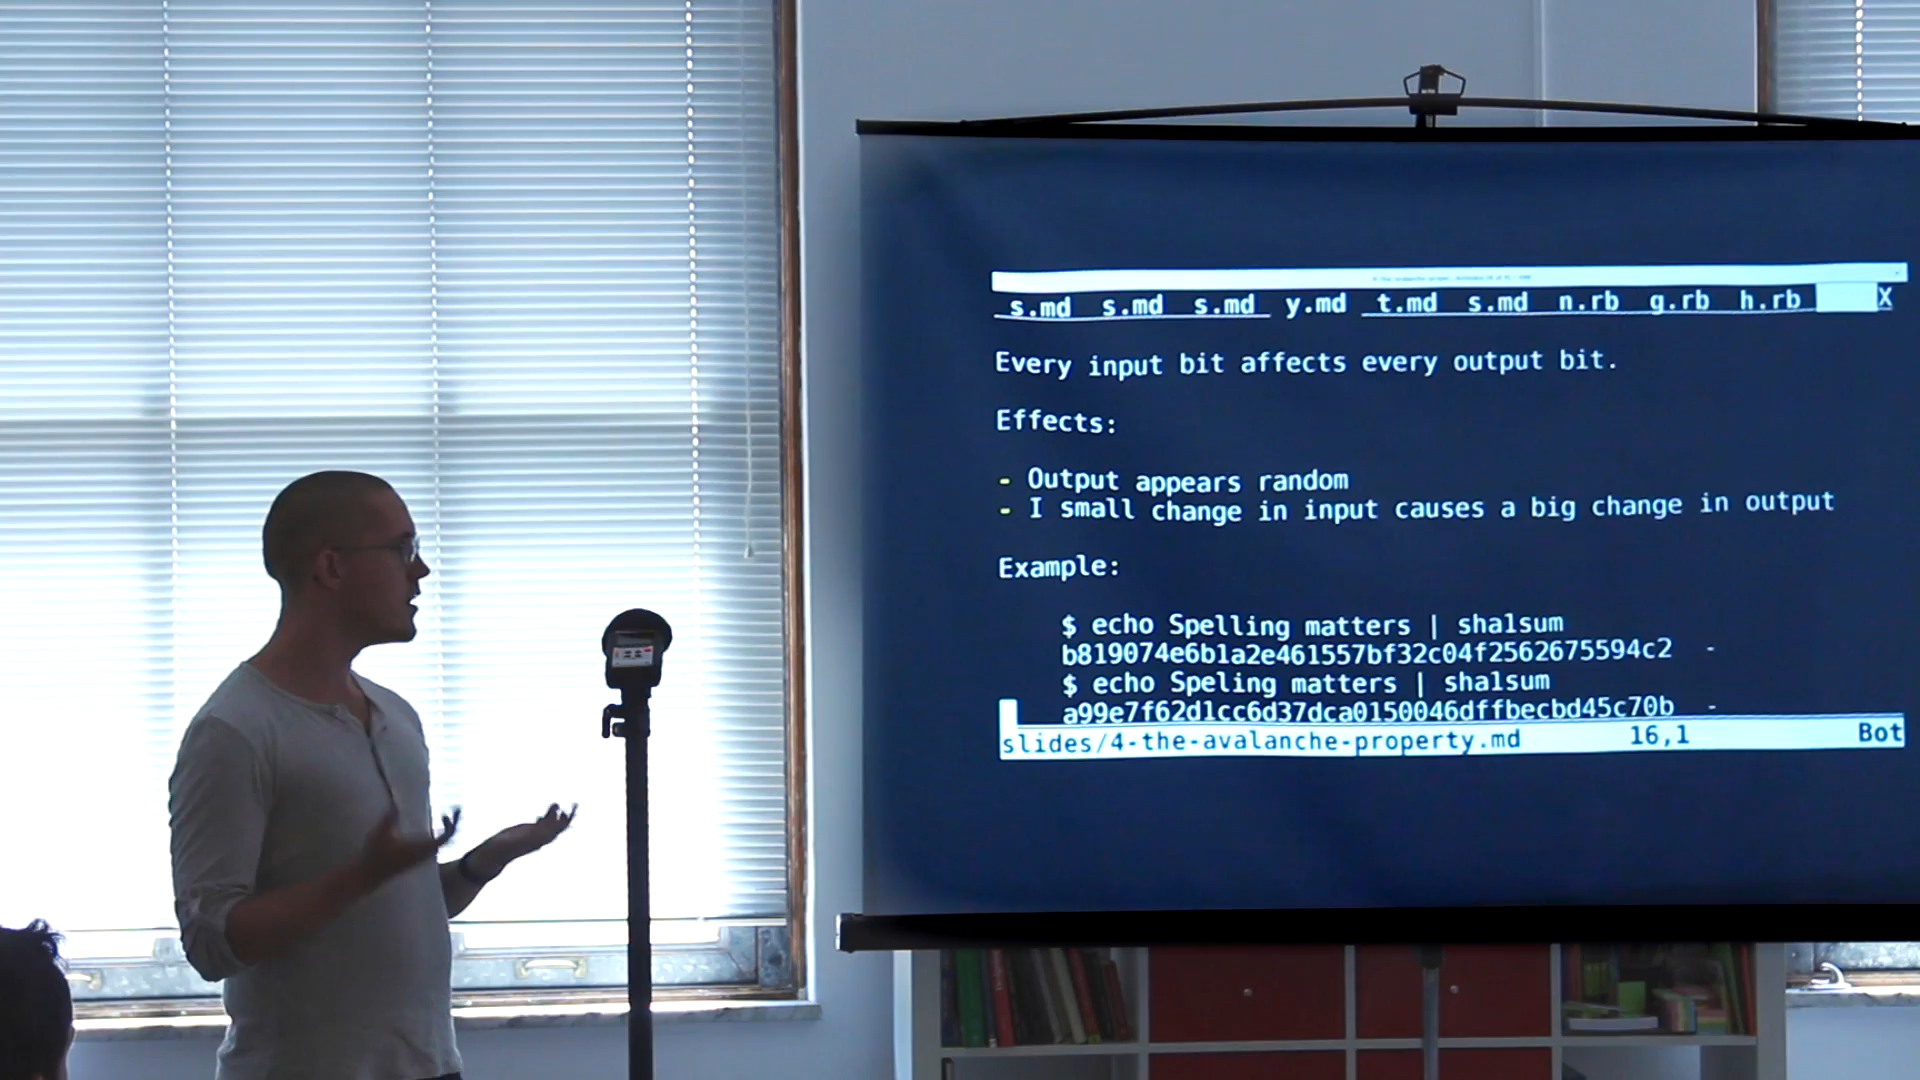 s.md s.md s.md y.md t.md s.md n.rb g.rb h.rb X
Every input bit affects every output bit.
Effects:
- Output appears random
- I small change in input causes a big change in output
Example:
$ echo Spelling matters | sha1sum
b819074e6b1a2e461557bf32c04f2562675594c2 -
$ echo Speling matters | sha1sum
a99e7f62d1cc6d37dca0150046dffbecbd45c70b -
slides/4-the-avalanche-property.md 16,1 Bot